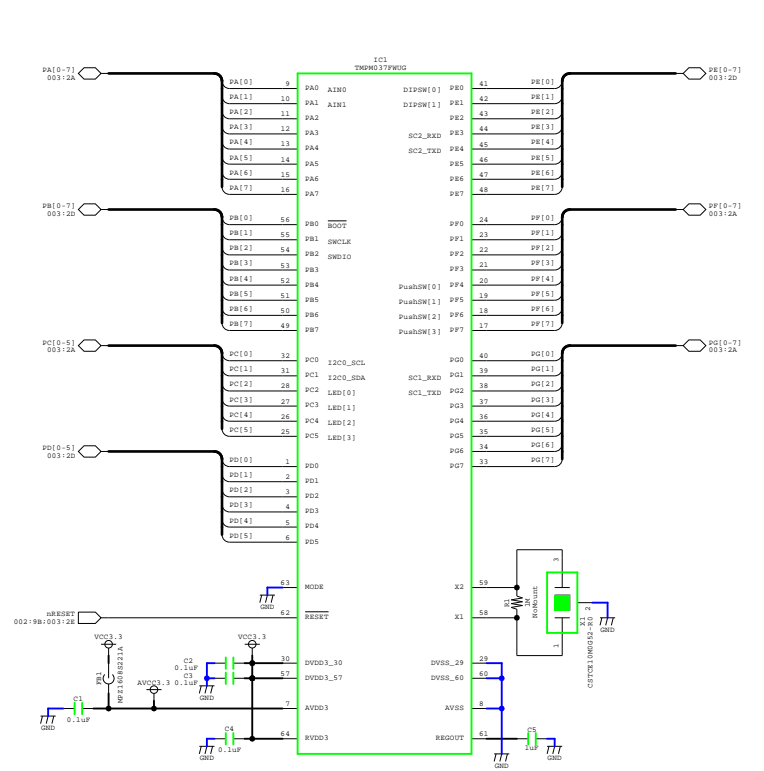 IC1
TMPM037FWUG
PA[0-7]
003:2A
PE[0-7]
003:2D
PA[0] 9 PA0 AIN0 DIPSW[0] PE0 41 PE[0]
PA[1] 10 PA1 AIN1 DIPSW[1] PE1 42 PE[1]
PA[2] 11 PA2 PE2 43 PE[2]
PA[3] 12 PA3 SC2_RXD PE3 44 PE[3]
PA[4] 13 PA4 SC2_TXD PE4 45 PE[4]
PA[5] 14 PA5 PE5 46 PE[5]
PA[6] 15 PA6 PE6 47 PE[6]
PA[7] 16 PA7 PE7 48 PE[7]
PB[0-7]
003:2D
PF[0-7]
003:2A
PB[0] 56 PB0 BOOT PF0 24 PF[0]
PB[1] 55 PB1 SWCLK PF1 23 PF[1]
PB[2] 54 PB2 SWDIO PF2 22 PF[2]
PB[3] 53 PB3 PF3 21 PF[3]
PB[4] 52 PB4 PushSW[0] PF4 20 PF[4]
PB[5] 51 PB5 PushSW[1] PF5 19 PF[5]
PB[6] 50 PB6 PushSW[2] PF6 18 PF[6]
PB[7] 49 PB7 PushSW[3] PF7 17 PF[7]
PC[0-5]
003:2A
PG[0-7]
003:2A
PC[0] 32 PC0 I2C0_SCL PG0 40 PG[0]
PC[1] 31 PC1 I2C0_SDA SC1_RXD PG1 39 PG[1]
PC[2] 28 PC2 LED[0] SC1_TXD PG2 38 PG[2]
PC[3] 27 PC3 LED[1] PG3 37 PG[3]
PC[4] 26 PC4 LED[2] PG4 36 PG[4]
PC[5] 25 PC5 LED[3] PG5 35 PG[5]
PG6 34 PG[6]
PG7 33 PG[7]
PD[0-5]
003:2D
PD[0] 1 PD0
PD[1] 2 PD1
PD[2] 3 PD2
PD[3] 4 PD3
PD[4] 5 PD4
PD[5] 6 PD5
63 MODE X2 59
GND
nRESET
002:9B;003:2E
62 RESET X1 58
R1
1M
NoMount
3
2
1
X1
CSTCE10M0G52-R0
GND
VCC3.3
VCC3.3
FB1
MPZ1608S221A
AVCC3.3
C2
0.1uF
C3
0.1uF
GND
30 DVDD3_30 DVSS_29 29
57 DVDD3_57 DVSS_60 60
C1
0.1uF
GND
7 AVDD3 AVSS 8
C4
0.1uF
GND
64 RVDD3 REGOUT 61
C5
1uF
GND
GND